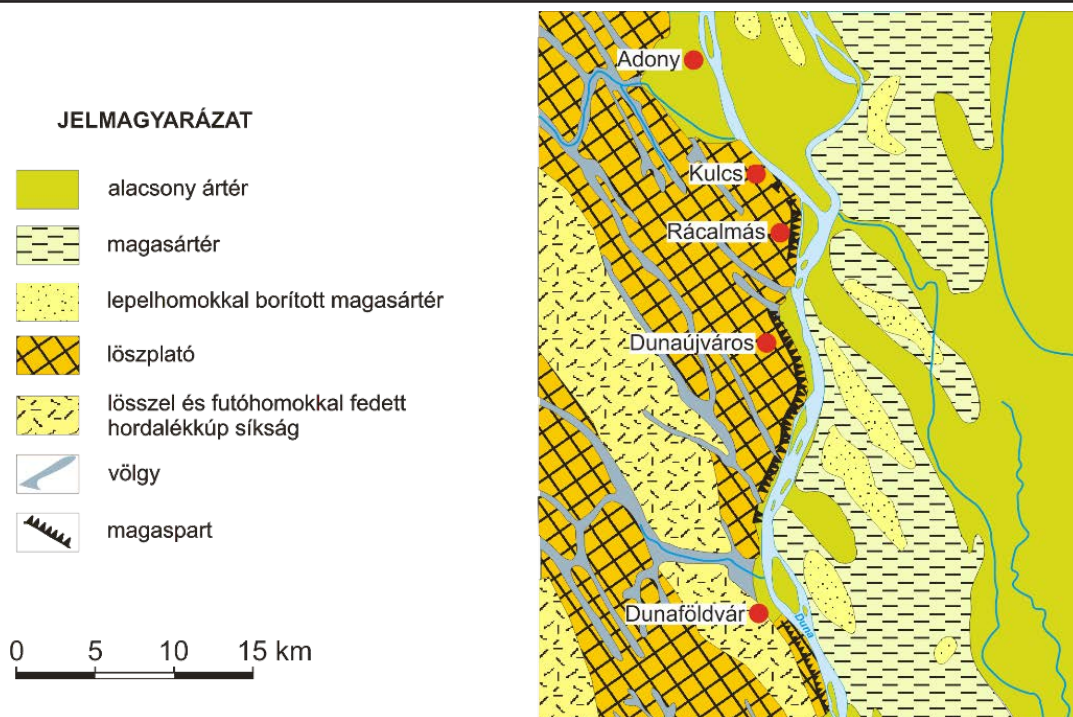 JELMAGYARÁZAT
alacsony ártér
magasártér
lepelhomokkal borított magasártér
löszplató
lösszel és futóhomokkal fedett
hordalékkúp síkság
völgy
magaspart
0 5 10 15 km
Adony
Kulcs
Rácalmás
Dunaújváros
Dunaföldvár
Duna